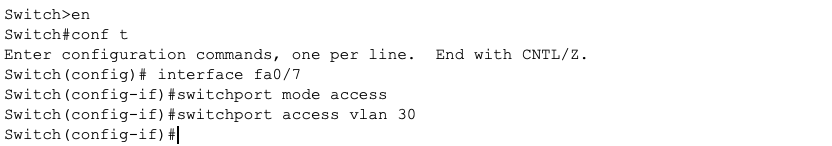 Switch>en
Switch#conf t
Enter configuration commands, one per line.  End with CNTL/Z.
Switch(config)# interface fa0/7
Switch(config-if)#switchport mode access
Switch(config-if)#switchport access vlan 30
Switch(config-if)#